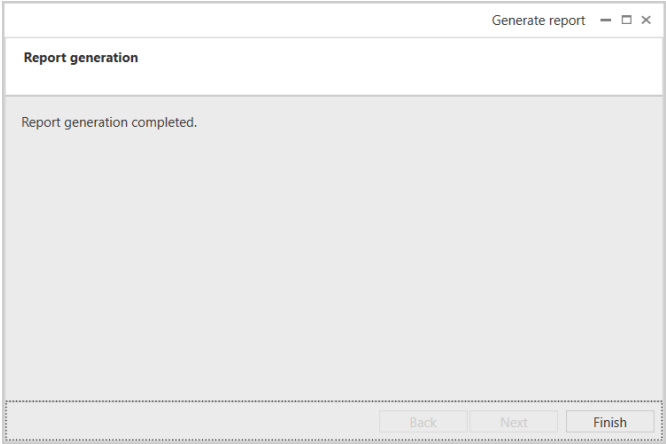 Generate report
Report generation
Report generation completed.
Back Next Finish